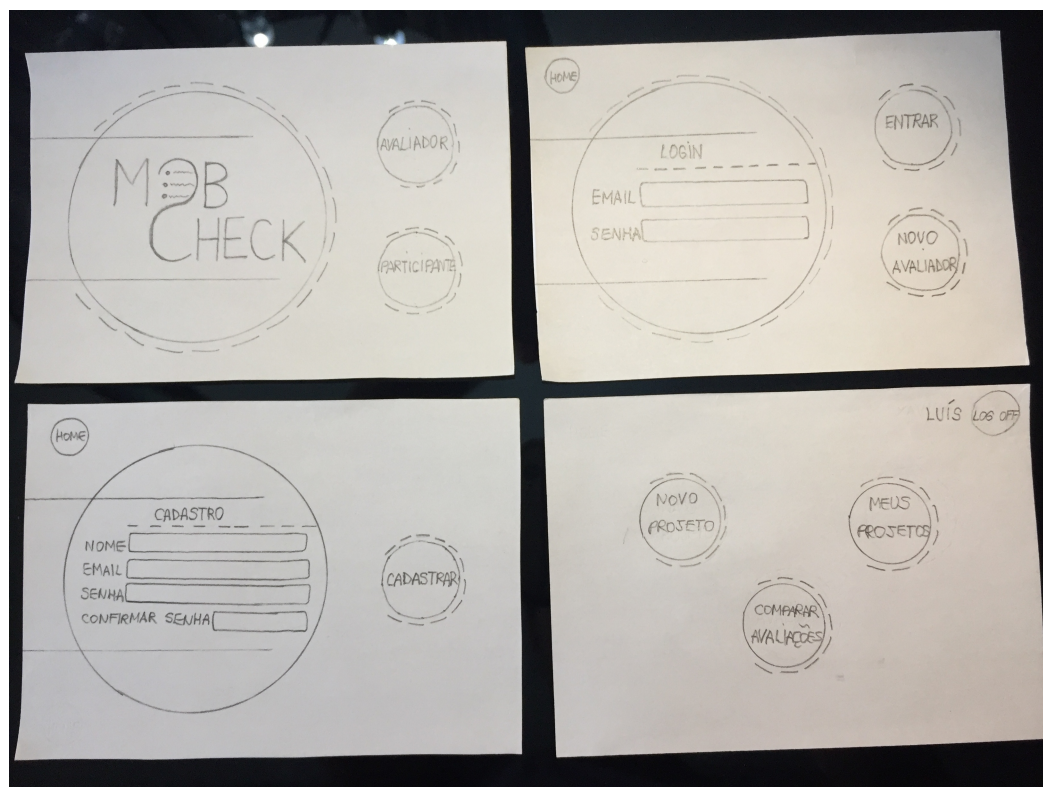 MOB
CHECK
AVALIADOR
PARTICIPANTE
HOME
LOGIN
EMAIL
SENHA
ENTRAR
NOVO
AVALIADOR
HOME
CADASTRO
NOME
EMAIL
SENHA
CONFIRMAR SENHA
CADASTRAR
LUÍS LOG OFF
NOVO
PROJETO
MEUS
PROJETOS
COMPARAR
AVALIAÇÕES